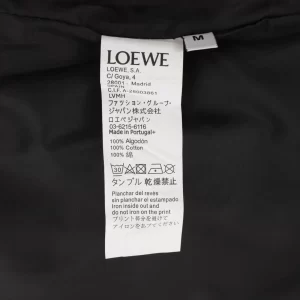 M
LOEWE
LOEWE, S.A.
C/ Goya, 4
28001 - Madrid
C.I.F. A-28003861
LVMH
ファッション・グループ・
ジャパン株式会社
ロエベジャパン
03-6215-6116
Made in Portugal
100% Algodón
100% Cotton
100% 綿
30
タンブル 乾燥禁止
Planchar del revés
sin planchar el estampado
Iron inside out and
do not iron on the print
プリント部分を避けて
アイロンをあててください